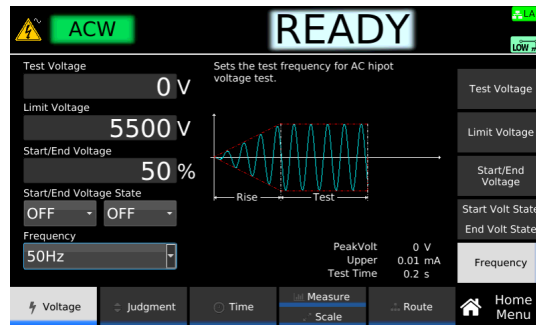 ACW
READY
LA
LOW
Test Voltage
0 V
Limit Voltage
5500 V
Start/End Voltage
50 %
Start/End Voltage State
OFF OFF
Frequency
50Hz
Sets the test frequency for AC hipot
voltage test.
Rise Test
PeakVolt 0 V
Upper 0.01 mA
Test Time 0.2 s
Test Voltage
Limit Voltage
Start/End
Voltage
Start Volt State
End Volt State
Frequency
Voltage
Judgment
Time
Measure
Scale
Route
Home
Menu